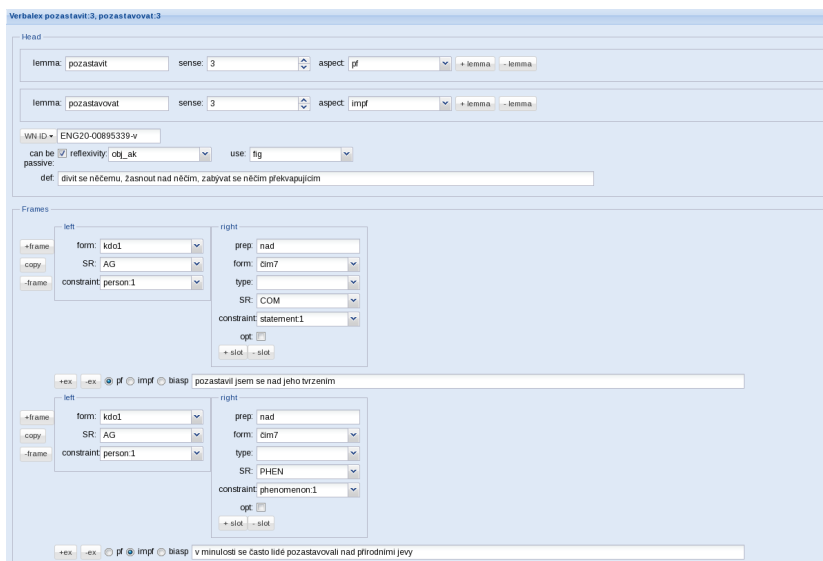 Verbalex pozastavit:3, pozastavovat:3
Head
lemma: pozastavit sense: 3 aspect: pf + lemma - lemma
lemma: pozastavovat sense: 3 aspect: impf + lemma - lemma
WN ID ENG20-00895339-v
can be passive: reflexivity: obj_ak use: fig
def: divit se něčemu, žasnout nad něčím, zabývat se něčím překvapujícím
Frames
left right
+frame form: kdo1 prep: nad
copy SR: AG form: čím7
-frame constraint: person:1 type:
SR: COM
constraint: statement:1
opt:
+ slot - slot
+ex -ex pf impf biasp pozastavil jsem se nad jeho tvrzením
left right
+frame form: kdo1 prep: nad
copy SR: AG form: čím7
-frame constraint: person:1 type:
SR: PHEN
constraint: phenomenon:1
opt:
+ slot - slot
+ex -ex pf impf biasp v minulosti se často lidé pozastavovali nad přírodními jevy